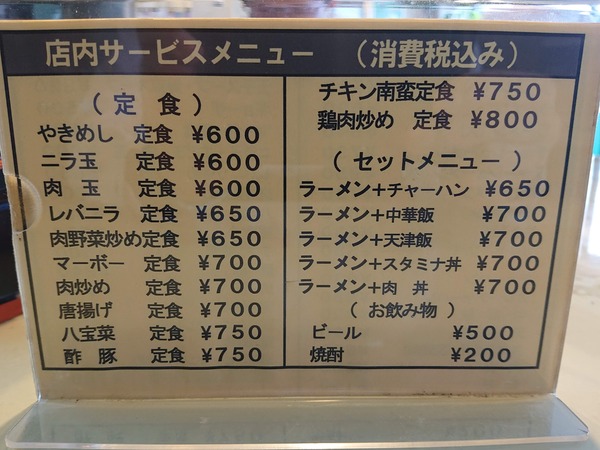 店内サービスメニュー （消費税込み）
（定 食）
やきめし 定食 ¥600
ニラ玉 定食 ¥600
肉 玉 定食 ¥600
レバニラ 定食 ¥650
肉野菜炒め定食 ¥650
マーボー 定食 ¥700
肉炒め 定食 ¥700
唐揚げ 定食 ¥700
八宝菜 定食 ¥750
酢 豚 定食 ¥750
チキン南蛮定食 ¥750
鶏肉炒め 定食 ¥800
（セットメニュー）
ラーメン+チャーハン ¥650
ラーメン+中華飯 ¥700
ラーメン+天津飯 ¥700
ラーメン+スタミナ丼 ¥700
ラーメン+肉 丼 ¥700
（お飲み物）
ビール ¥500
焼酎 ¥200